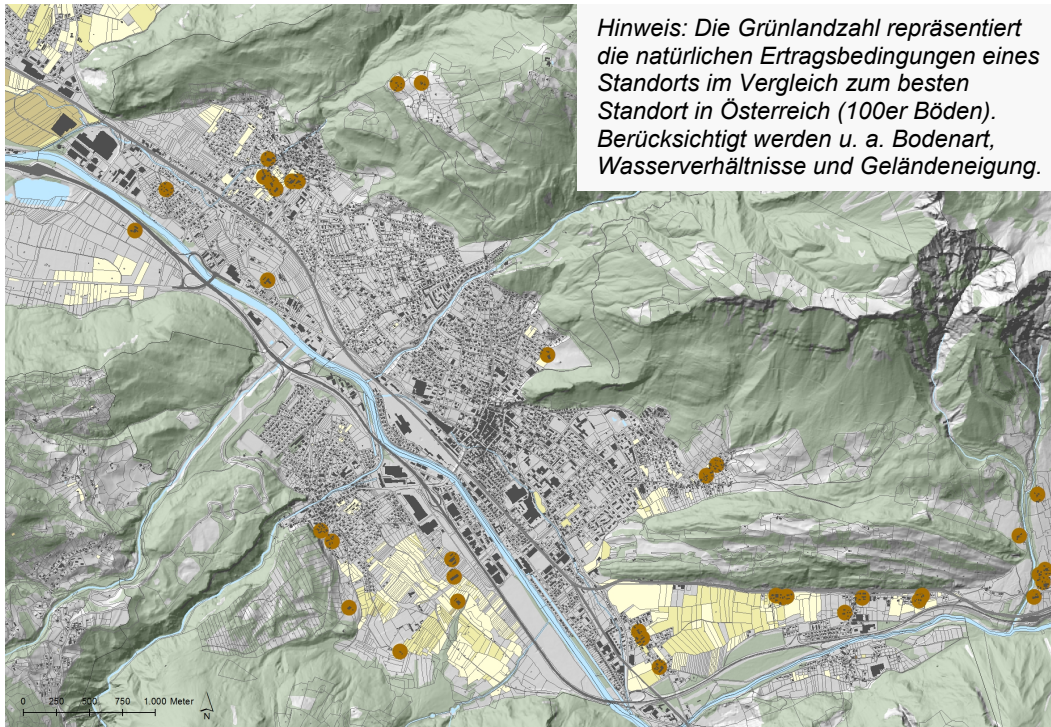 Hinweis: Die Grünlandzahl repräsentiert
die natürlichen Ertragsbedingungen eines
Standorts im Vergleich zum besten
Standort in Österreich (100er Böden).
Berücksichtigt werden u. a. Bodenart,
Wasserverhältnisse und Geländeneigung.
0 250 500 750 1.000 Meter
N